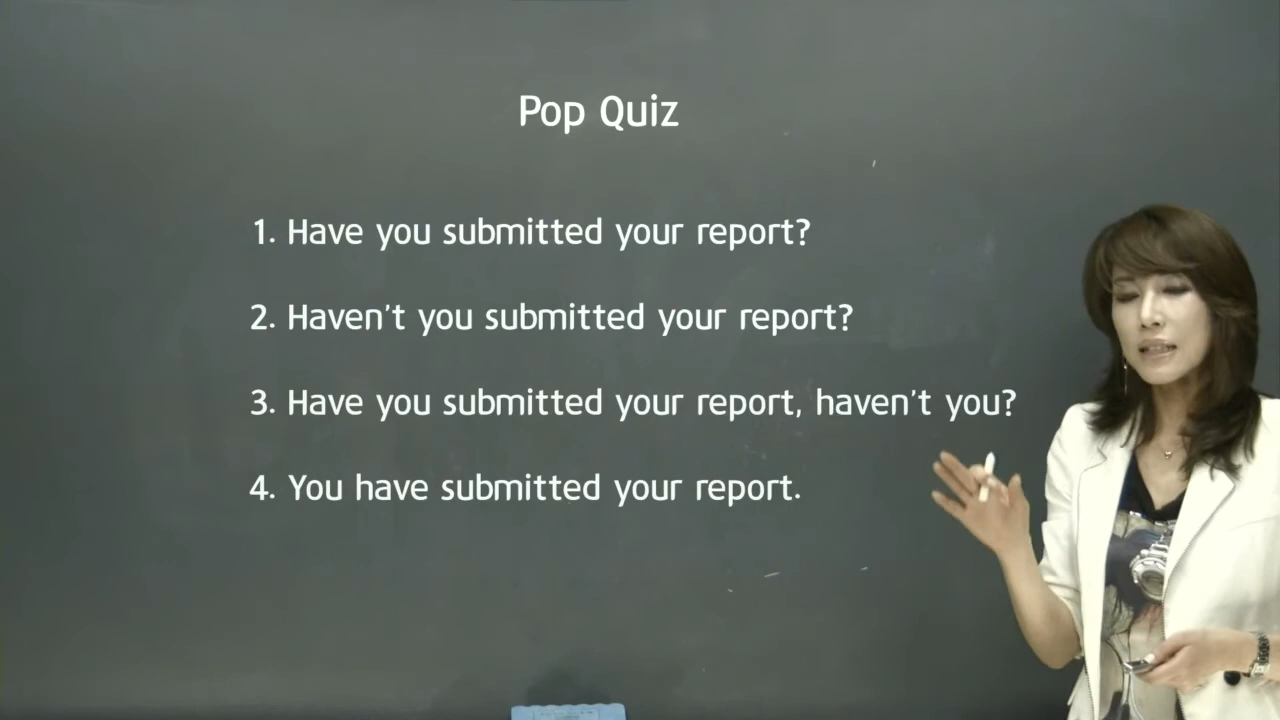 Pop Quiz
1. Have you submitted your report?
2. Haven't you submitted your report?
3. Have you submitted your report, haven't you?
4. You have submitted your report.